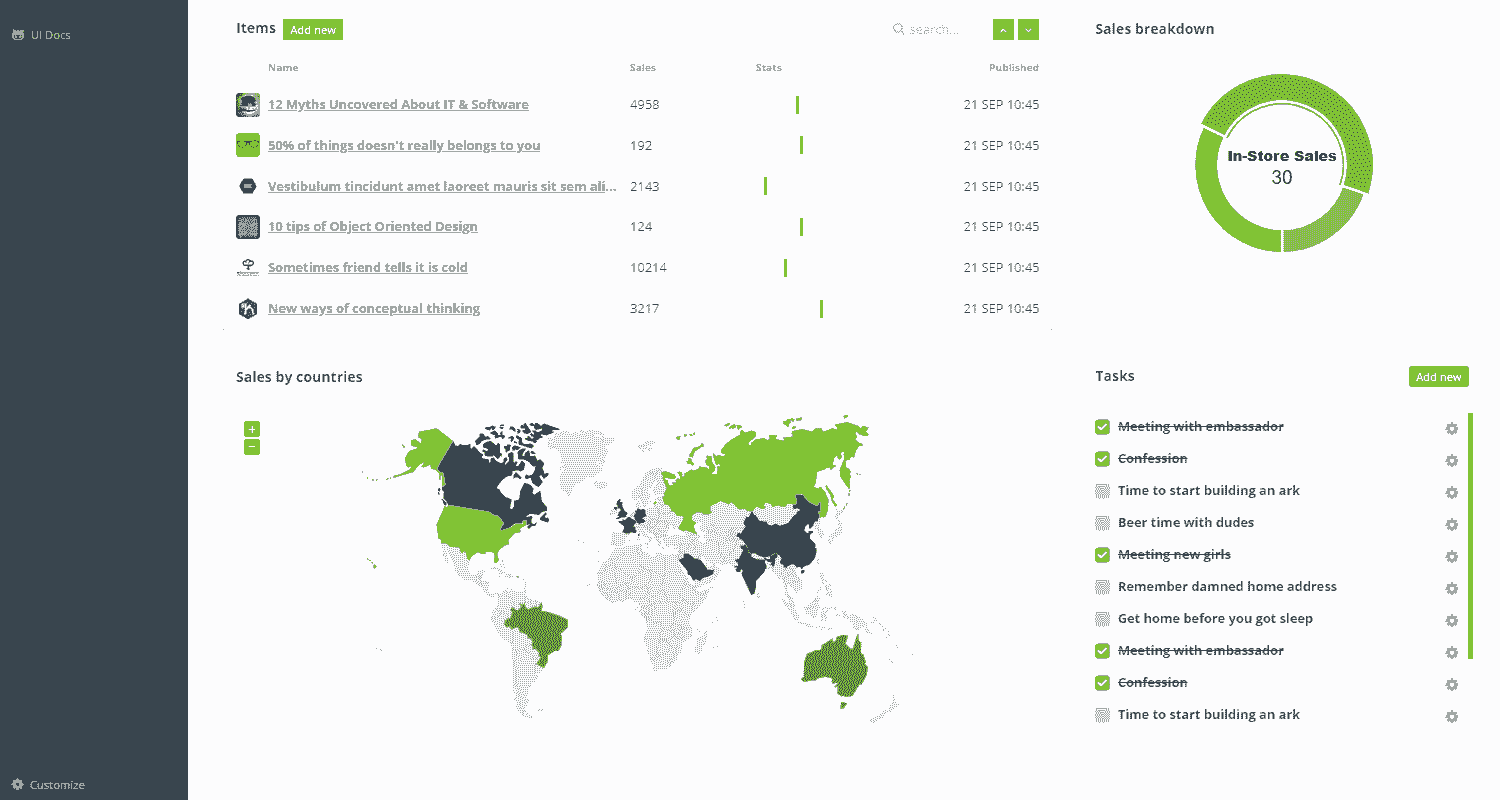 UI Docs
Items Add new search...
Name Sales Stats Published
12 Myths Uncovered About IT & Software 4958 21 SEP 10:45
50% of things doesn't really belongs to you 192 21 SEP 10:45
Vestibulum tincidunt amet laoreet mauris sit sem ali... 2143 21 SEP 10:45
10 tips of Object Oriented Design 124 21 SEP 10:45
Sometimes friend tells it is cold 10214 21 SEP 10:45
New ways of conceptual thinking 3217 21 SEP 10:45
Sales breakdown
In-Store Sales
30
Sales by countries
+
−
Tasks Add new
Meeting with embassador
Confession
Time to start building an ark
Beer time with dudes
Meeting new girls
Remember damned home address
Get home before you got sleep
Meeting with embassador
Confession
Time to start building an ark
Customize